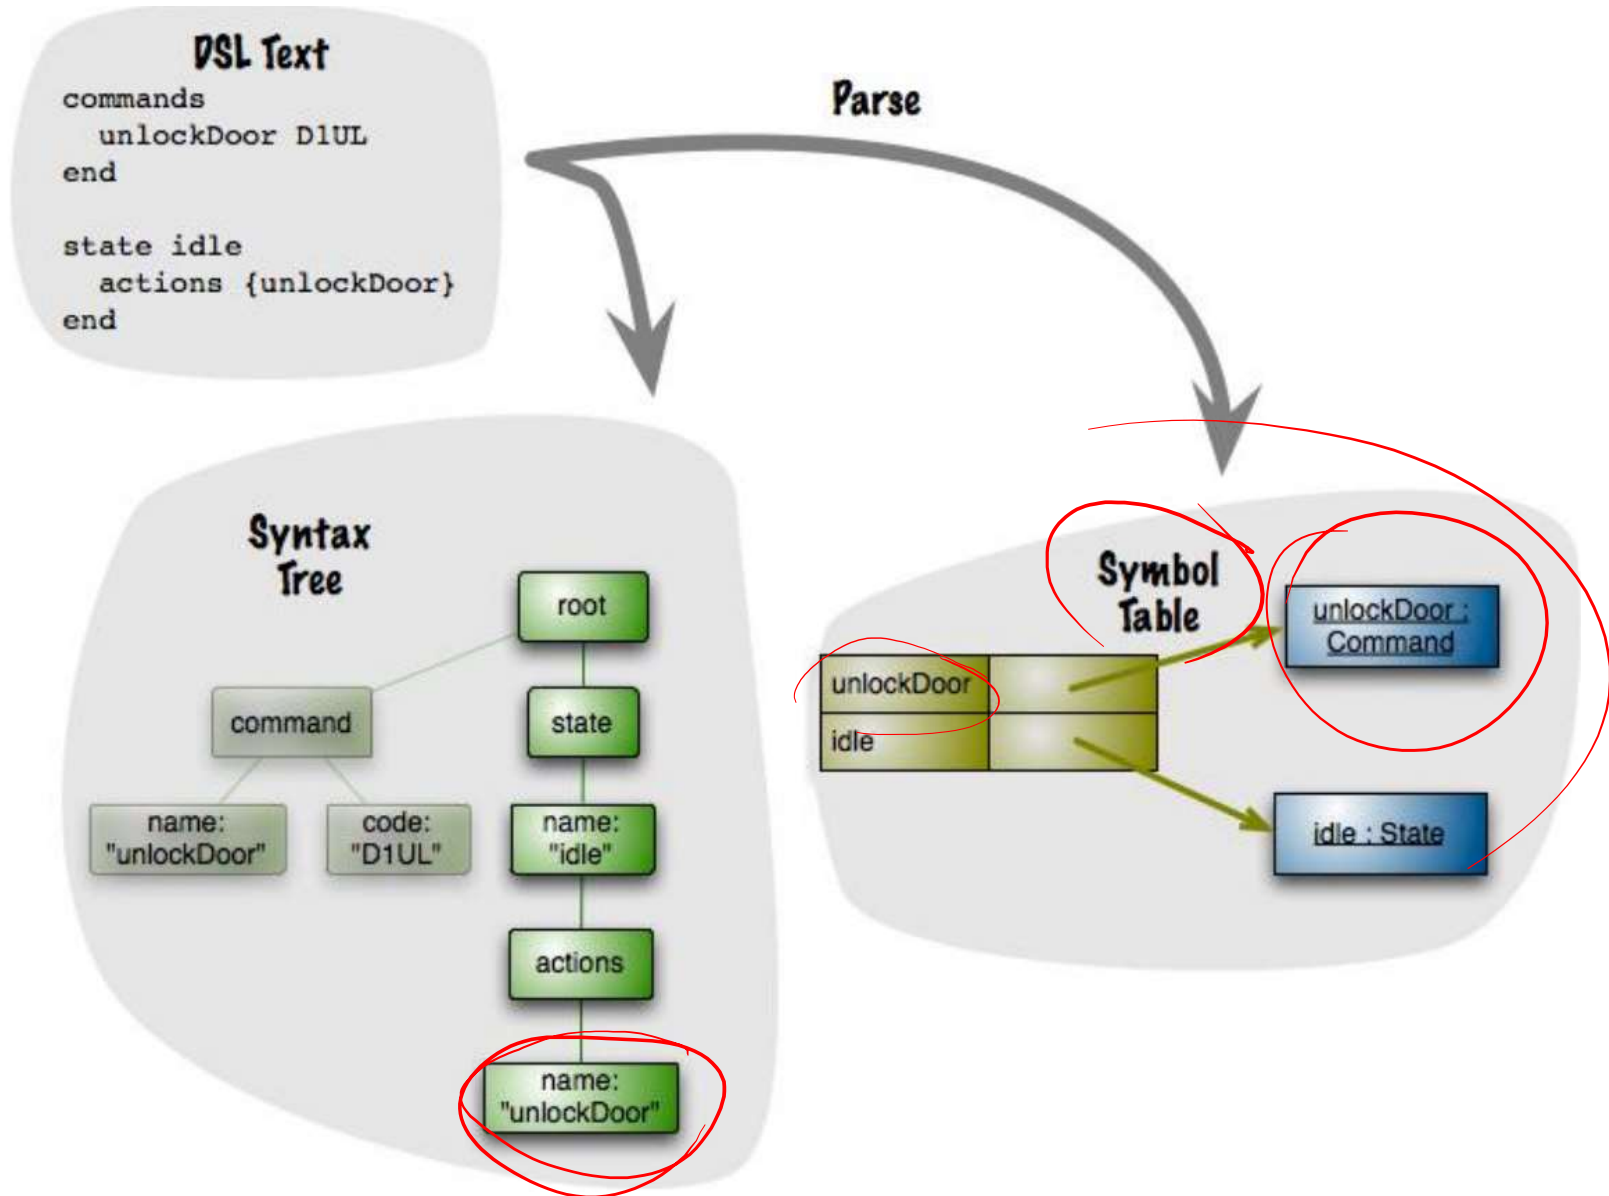 DSL Text
commands
unlockDoor D1UL
end
state idle
actions {unlockDoor}
end
Parse
Syntax
Tree
root
command
state
name:
"unlockDoor"
code:
"D1UL"
name:
"idle"
actions
name:
"unlockDoor"
Symbol
Table
unlockDoor
idle
unlockDoor :
Command
idle : State